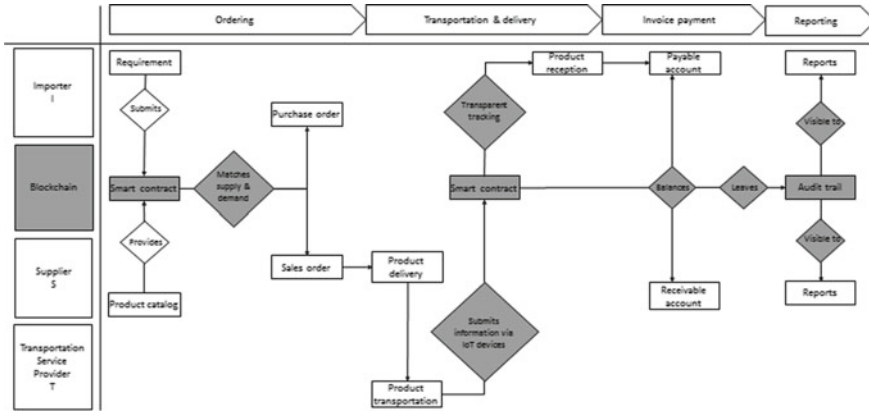 Ordering
Transportation & delivery
Invoice payment
Reporting
Importer
I
Requirement
Submits
Purchase order
Transparent
tracking
Product
reception
Payable
account
Reports
Visible to
Blockchain
Smart contract
Matches
supply &
demand
Smart contract
Balances
Leaves
Audit trail
Supplier
S
Provides
Product catalog
Sales order
Product
delivery
Submits
information via
IoT devices
Receivable
account
Visible to
Reports
Transportation
Service
Provider
T
Product
transportation